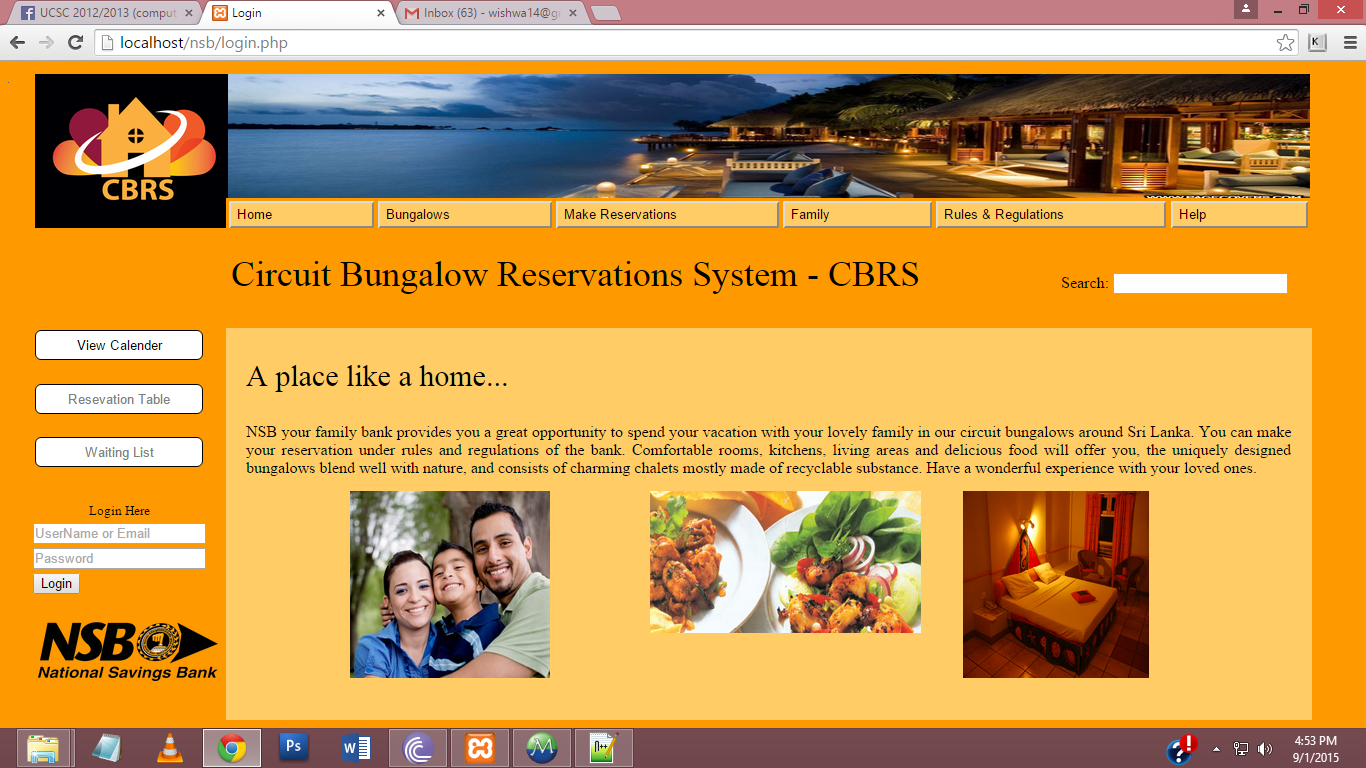 UCSC 2012/2013 (comput
Login
Inbox (63) - wishwa14@g
localhost/nsb/login.php
K
CBRS
Home
Bungalows
Make Reservations
Family
Rules & Regulations
Help
Circuit Bungalow Reservations System - CBRS
Search:
View Calender
Resevation Table
Waiting List
Login Here
UserName or Email
Password
Login
NSB
National Savings Bank
A place like a home...
NSB your family bank provides you a great opportunity to spend your vacation with your lovely family in our circuit bungalows around Sri Lanka. You can make
your reservation under rules and regulations of the bank. Comfortable rooms, kitchens, living areas and delicious food will offer you, the uniquely designed
bungalows blend well with nature, and consists of charming chalets mostly made of recyclable substance. Have a wonderful experience with your loved ones.
Ps
4:53 PM
9/1/2015